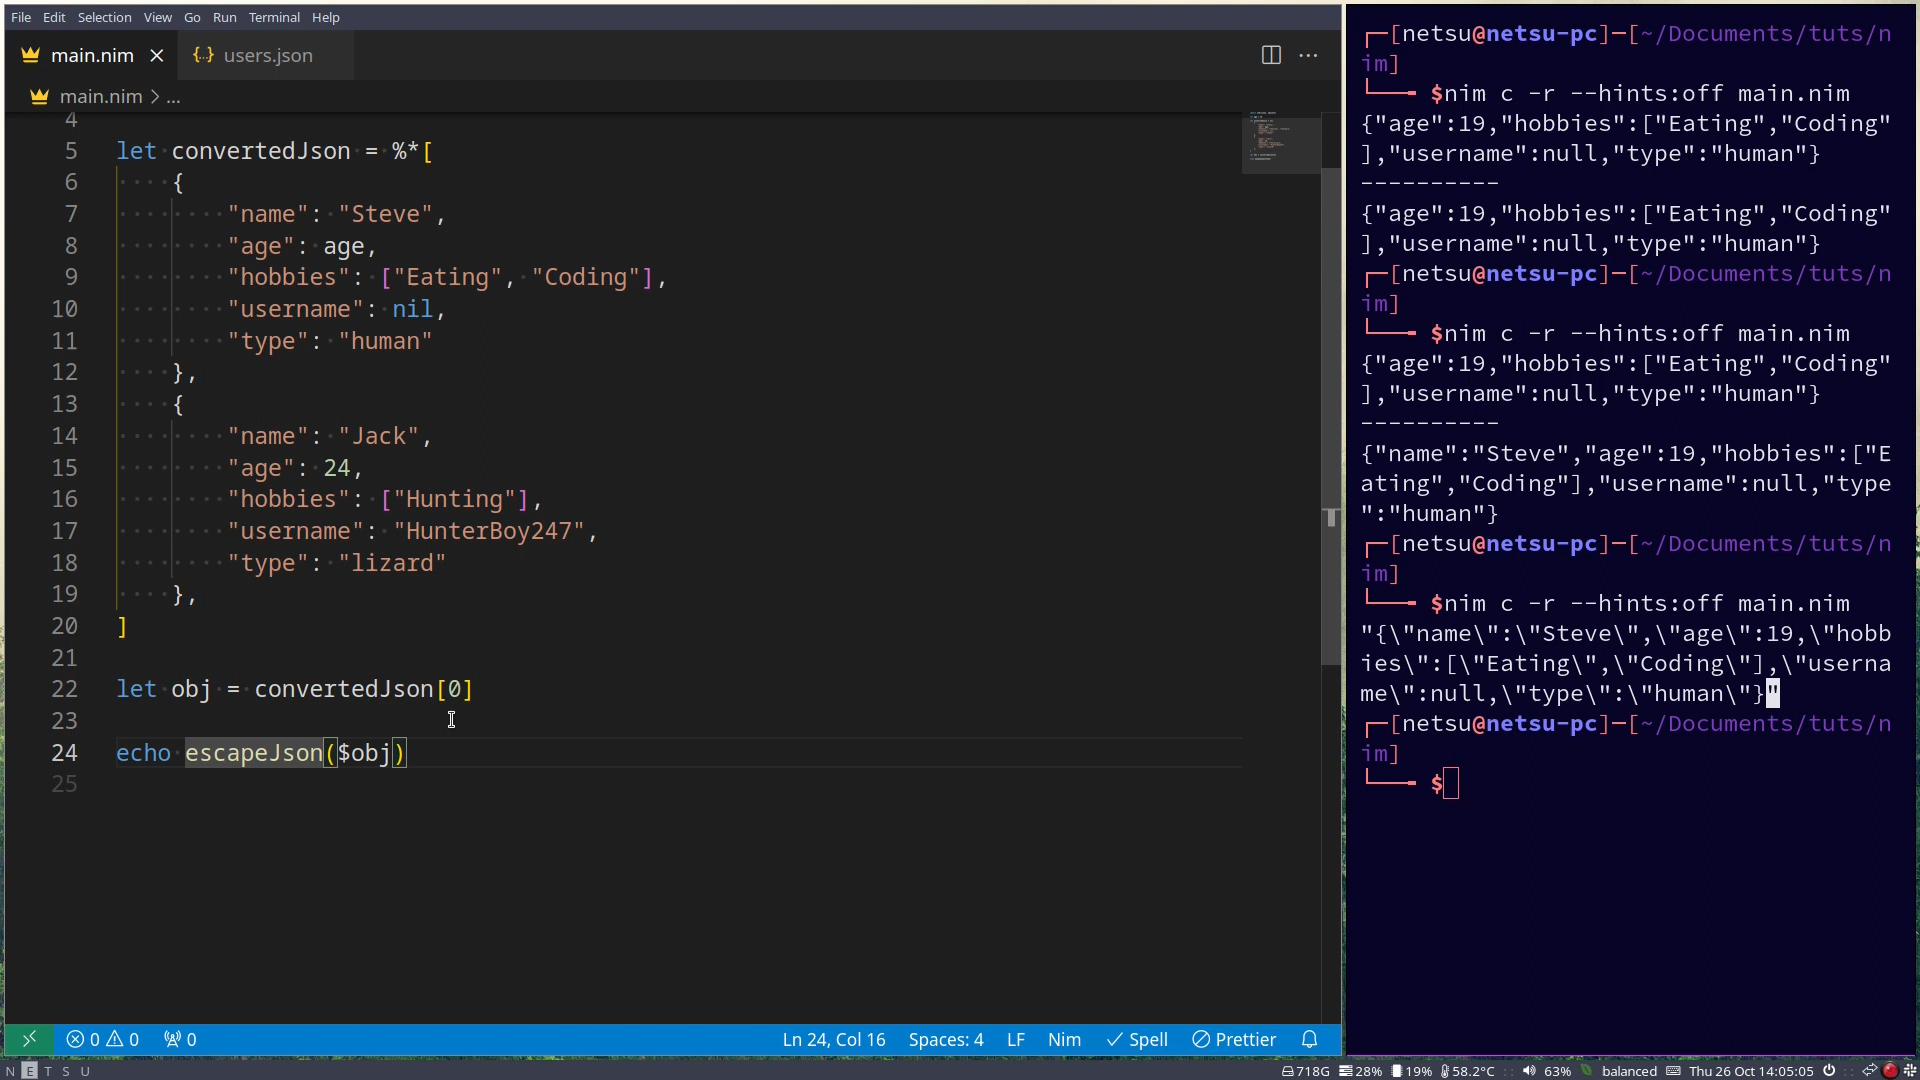 File Edit Selection View Go Run Terminal Help
main.nim users.json
main.nim > ...
4
5 let convertedJson = %*[
6 {
7 "name": "Steve",
8 "age": age,
9 "hobbies": ["Eating", "Coding"],
10 "username": nil,
11 "type": "human"
12 },
13 {
14 "name": "Jack",
15 "age": 24,
16 "hobbies": ["Hunting"],
17 "username": "HunterBoy247",
18 "type": "lizard"
19 },
20 ]
21
22 let obj = convertedJson[0]
23
24 echo escapeJson($obj)
25
0 0 0 Ln 24, Col 16 Spaces: 4 LF Nim Spell Prettier
[netsu@netsu-pc]-[~/Documents/tuts/n
im]
$nim c -r --hints:off main.nim
{"age":19,"hobbies":["Eating","Coding"
],"username":null,"type":"human"}
----------
{"age":19,"hobbies":["Eating","Coding"
],"username":null,"type":"human"}
[netsu@netsu-pc]-[~/Documents/tuts/n
im]
$nim c -r --hints:off main.nim
{"age":19,"hobbies":["Eating","Coding"
],"username":null,"type":"human"}
----------
{"name":"Steve","age":19,"hobbies":["E
ating","Coding"],"username":null,"type
":"human"}
[netsu@netsu-pc]-[~/Documents/tuts/n
im]
$nim c -r --hints:off main.nim
"{\"name\":\"Steve\",\"age\":19,\"hobb
ies\":[\"Eating\",\"Coding\"],\"userna
me\":null,\"type\":\"human\"}"
[netsu@netsu-pc]-[~/Documents/tuts/n
im]
$
N E T S U 718G 28% 19% 58.2°C :: 63% balanced Thu 26 Oct 14:05:05 ::